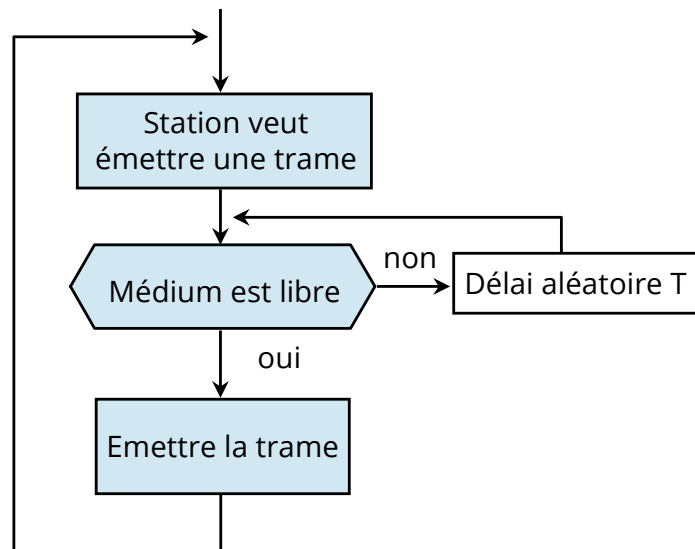 Station veut
émettre une trame
Médium est libre
non
Délai aléatoire T
oui
Emettre la trame